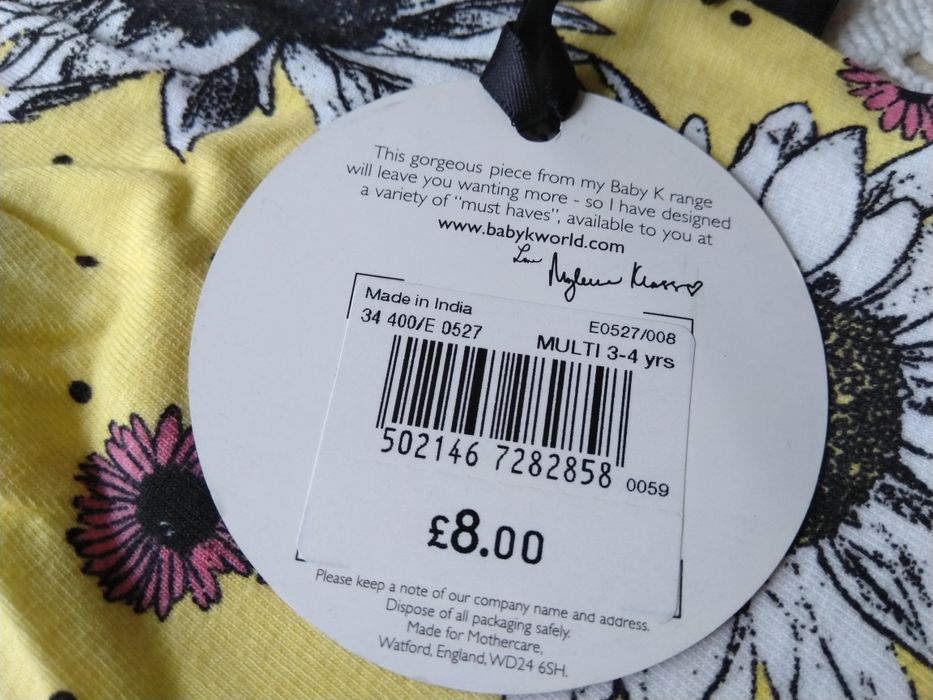 This gorgeous piece from my Baby K range
will leave you wanting more - so I have designed
a variety of "must haves", available to you at
www.babykworld.com
Love Myleene Klass♡
Made in India
E0527/008
34 400/E 0527
MULTI 3-4 yrs
502146 7282858 0059
£8.00
Please keep a note of our company name and address.
Dispose of all packaging safely.
Made for Mothercare,
Watford, England, WD24 6SH.